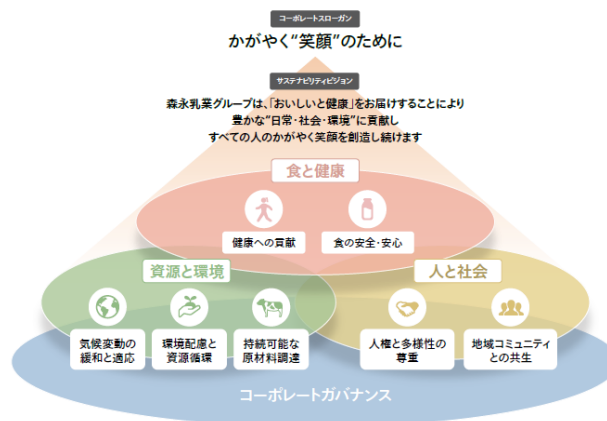 コーポレートスローガン
かがやく“笑顔”のために
サステナビリティビジョン
森永乳業グループは、「おいしいと健康」をお届けすることにより
豊かな“日常・社会・環境”に貢献し
すべての人のかがやく笑顔を創造し続けます
食と健康
健康への貢献
食の安全・安心
資源と環境
気候変動の
緩和と適応
環境配慮と
資源循環
持続可能な
原材料調達
人と社会
人権と多様性の
尊重
地域コミュニティ
との共生
コーポレートガバナンス